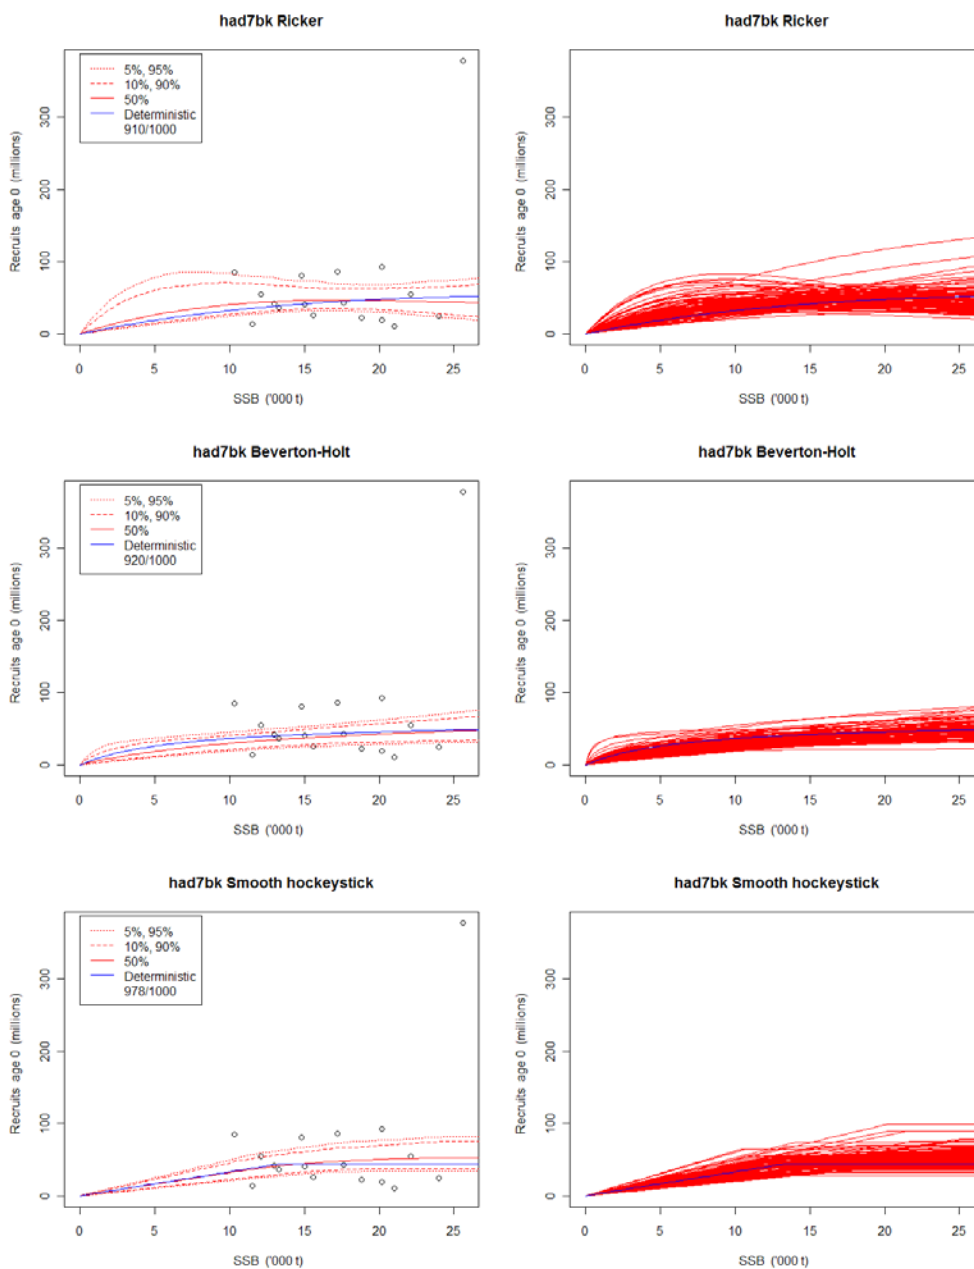 had7bk Ricker
5%, 95%
10%, 90%
50%
Deterministic
910/1000
Recruits age 0 (millions)
0
100
200
300
0 5 10 15 20 25
SSB ('000 t)
had7bk Ricker
Recruits age 0 (millions)
0
100
200
300
0 5 10 15 20 25
SSB ('000 t)
had7bk Beverton-Holt
5%, 95%
10%, 90%
50%
Deterministic
920/1000
Recruits age 0 (millions)
0
100
200
300
0 5 10 15 20 25
SSB ('000 t)
had7bk Beverton-Holt
Recruits age 0 (millions)
0
100
200
300
0 5 10 15 20 25
SSB ('000 t)
had7bk Smooth hockeystick
5%, 95%
10%, 90%
50%
Deterministic
978/1000
Recruits age 0 (millions)
0
100
200
300
0 5 10 15 20 25
SSB ('000 t)
had7bk Smooth hockeystick
Recruits age 0 (millions)
0
100
200
300
0 5 10 15 20 25
SSB ('000 t)